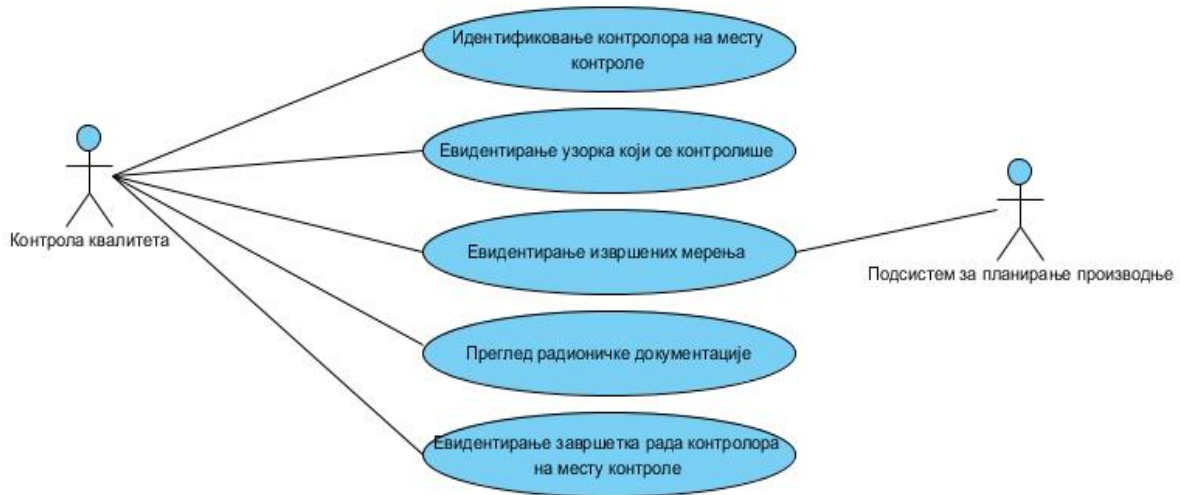 Идентификовање контролора на месту
контроле
Евидентирање узорка који се контролише
Контрола квалитета
Евидентирање извршених мерења
Подсистем за планирање производње
Преглед радионичке документације
Евидентирање завршетка рада контролора
на месту контроле